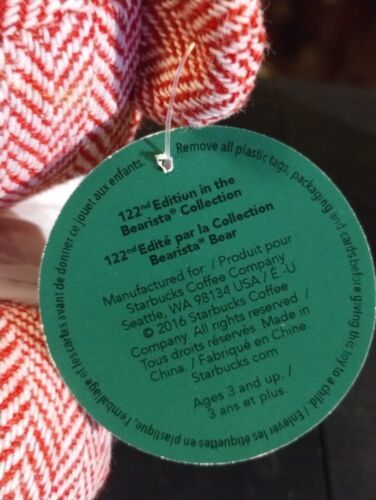 122nd Edition in the
Bearista® Collection
122nd Edité par la Collection
Bearista® Bear
Manufactured for / Produit pour :
Starbucks Coffee Company
Seattle, WA 98134 USA / E.-U
© 2016 Starbucks Coffee
Company. All rights reserved /
Tous droits réservés. Made in
China / Fabriqué en Chine.
Starbucks.com
Ages 3 and up. /
3 ans et plus.
Remove all plastic tags, packaging and cards before giving this toy to a child / Enlever les étiquettes en plastique, l'emballage et les cartes avant de donner ce jouet aux enfants.